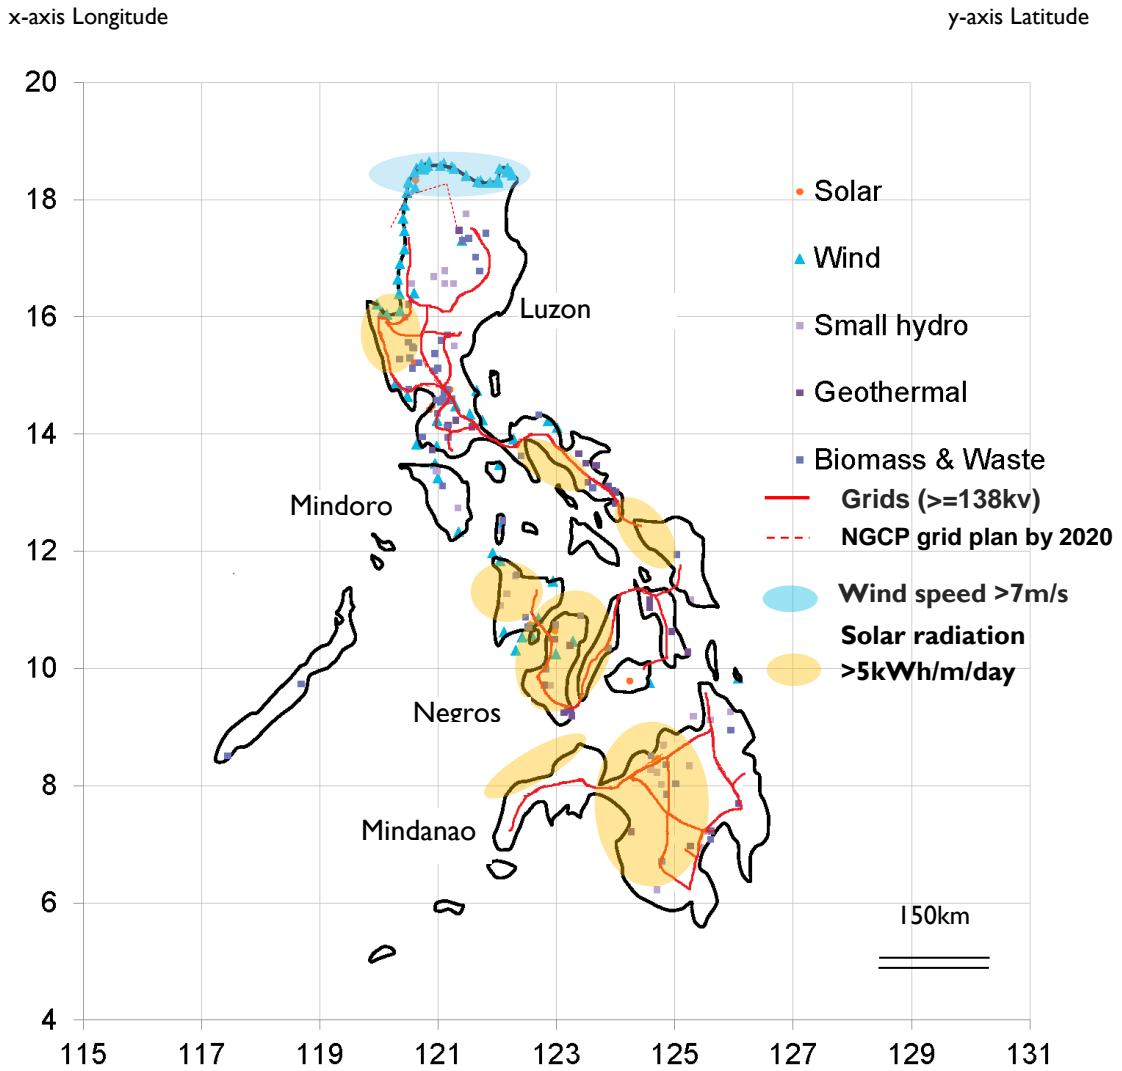 x-axis Longitude
y-axis Latitude
20
18
16
14
12
10
8
6
4
115
117
119
121
123
125
127
129
131
Luzon
Mindoro
Negros
Mindanao
Solar
Wind
Small hydro
Geothermal
Biomass & Waste
Grids (>=138kv)
NGCP grid plan by 2020
Wind speed >7m/s
Solar radiation
>5kWh/m/day
150km